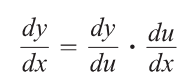 dy/dx = dy/du · du/dx